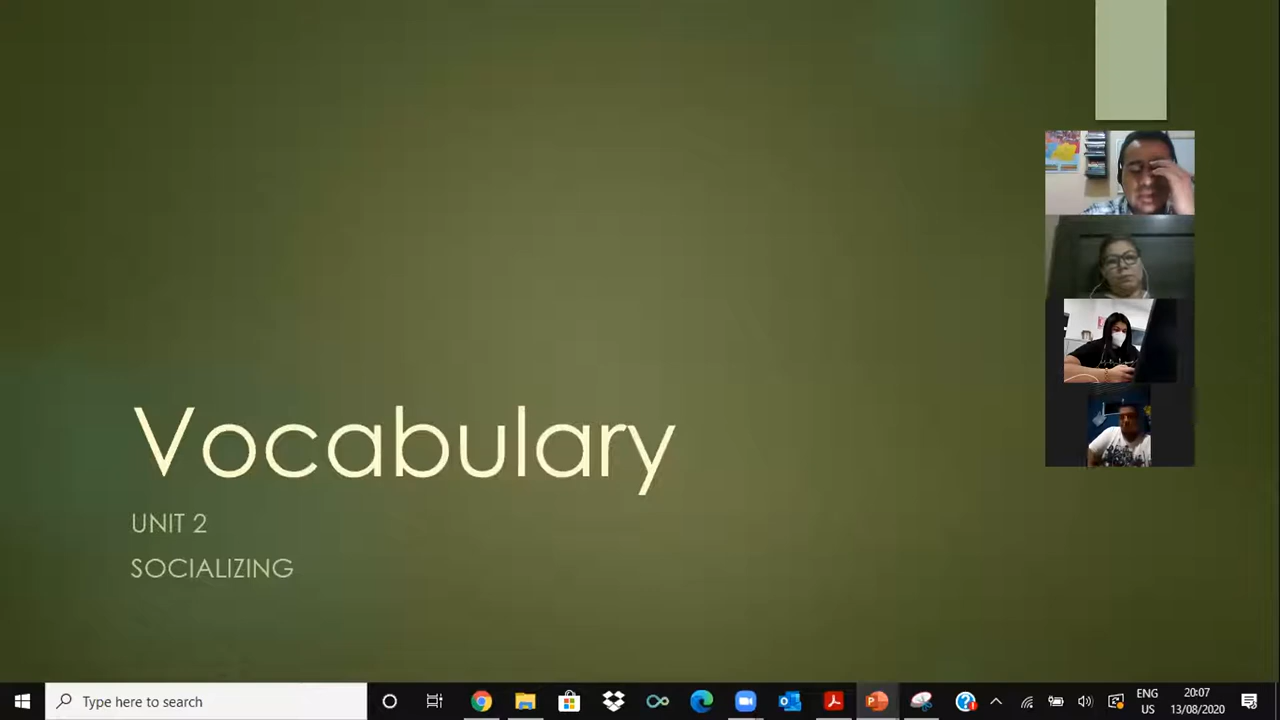 Vocabulary
UNIT 2
SOCIALIZING
Type here to search
ENG
US
20:07
13/08/2020